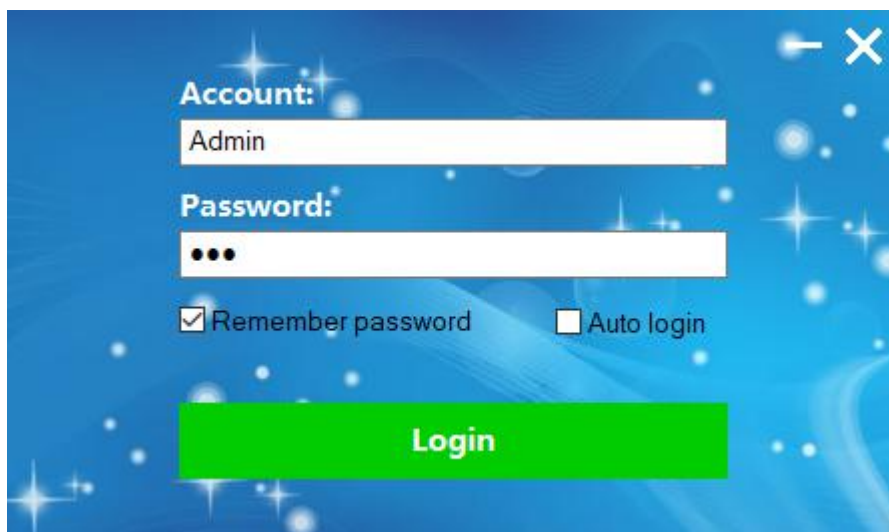 Account:
Admin
Password:
●●●
Remember password
Auto login
Login